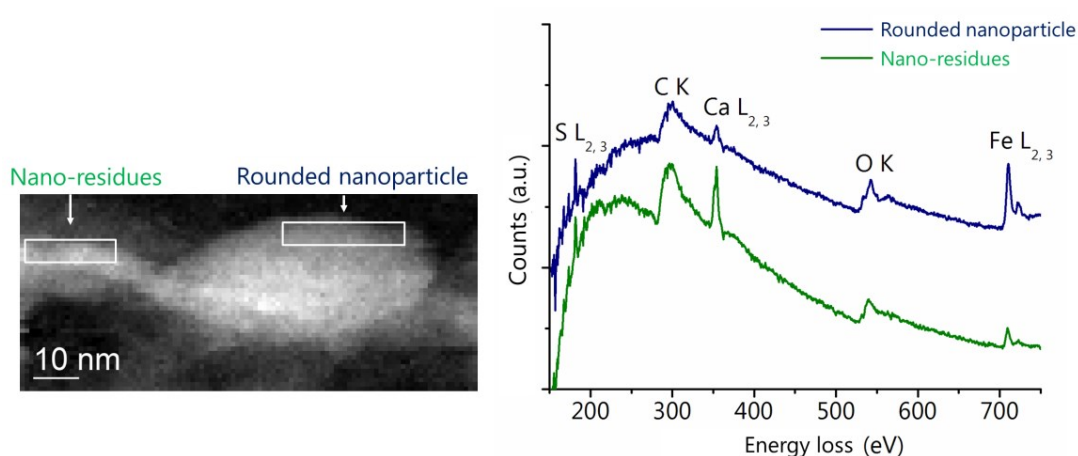 Nano-residues
Rounded nanoparticle
10 nm
Rounded nanoparticle
Nano-residues
C K
Ca L2, 3
S L2, 3
Fe L2, 3
O K
Counts (a.u.)
200 300 400 500 600 700
Energy loss (eV)